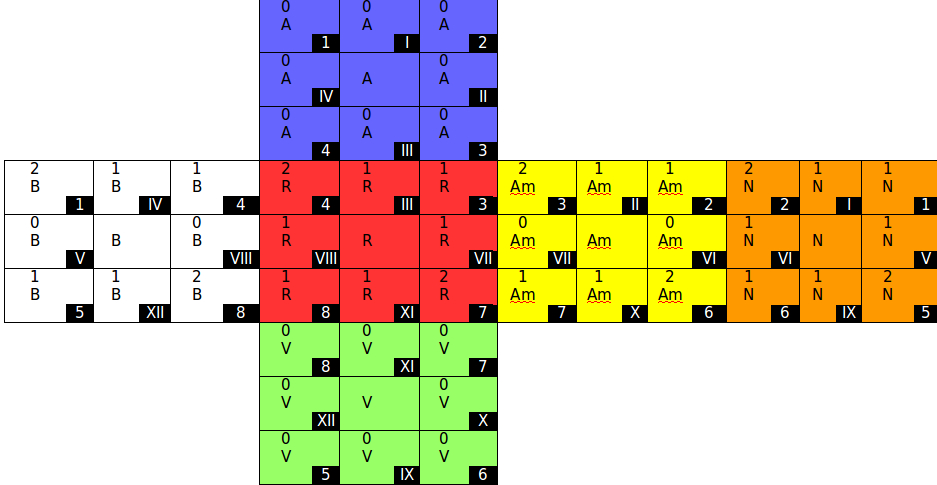 0 0 0
A A A
1 I 2
0 0
A A A
IV II
0 0 0
A A A
4 III 3
2 1 1 2 1 1 2 1 1 2 1 1
B B B R R R Am Am Am N N N
1 IV 4 4 III 3 3 II 2 2 I 1
0 0 1 1 0 0 1 1
B B B R R R Am Am Am N N N
V VIII VIII VII VII VI VI V
1 1 2 1 1 2 1 1 2 1 1 2
B B B R R R Am Am Am N N N
5 XII 8 8 XI 7 7 X 6 6 IX 5
0 0 0
V V V
8 XI 7
0 0
V V V
XII X
0 0 0
V V V
5 IX 6